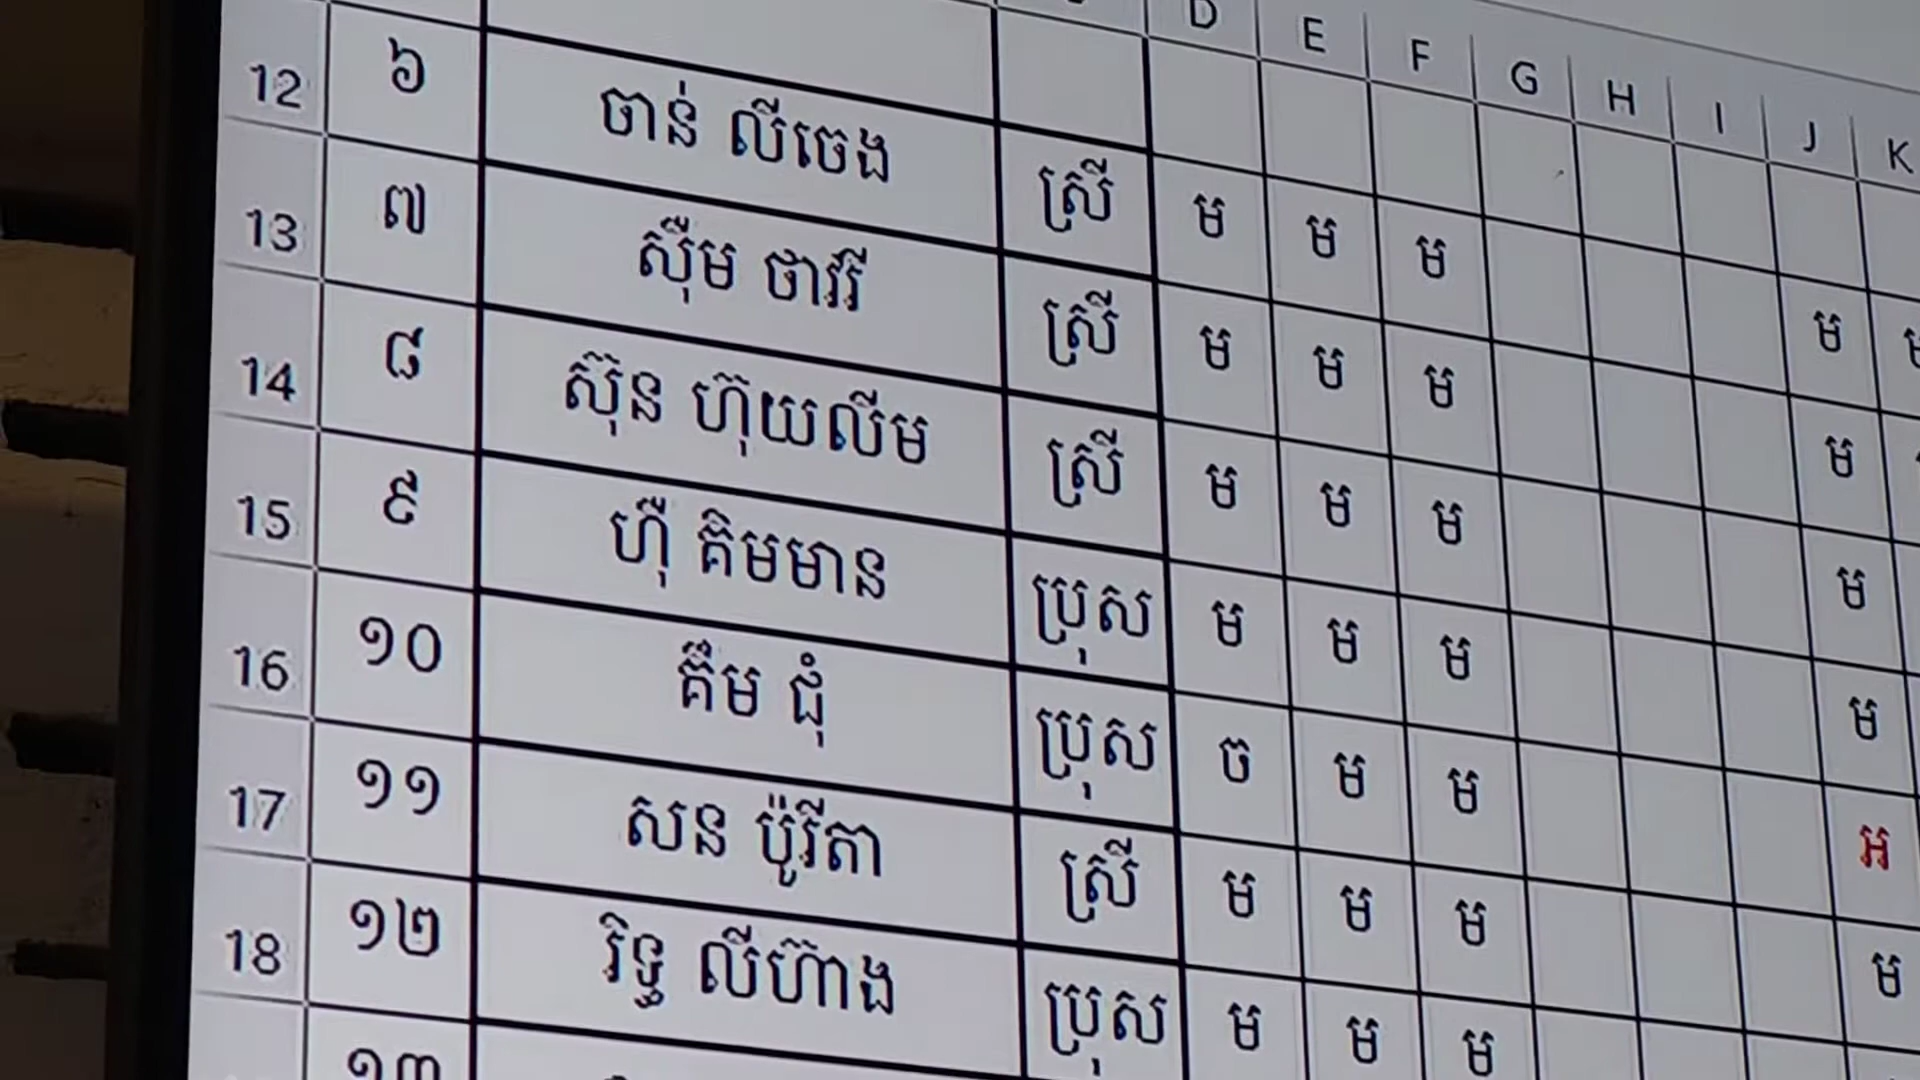 D E F G H I J K
12 ៦ ចាន់ លីចេង ស្រី ម ម ម ម
13 ៧ ស៊ឹម ថាវរី ស្រី ម ម ម ម
14 ៨ ស៊ុន ហ៊ុយលីម ស្រី ម ម ម ម
15 ៩ ហ៊ឺ គិមមាន ប្រុស ម ម ម ម
16 ១០ គឹម ជុំ ប្រុស ច ម ម អ
17 ១១ សន ប៉ូរីតា ស្រី ម ម ម ម
18 ១២ រិទ្ធ លីហ៊ាង ប្រុស ម ម ម
១៣